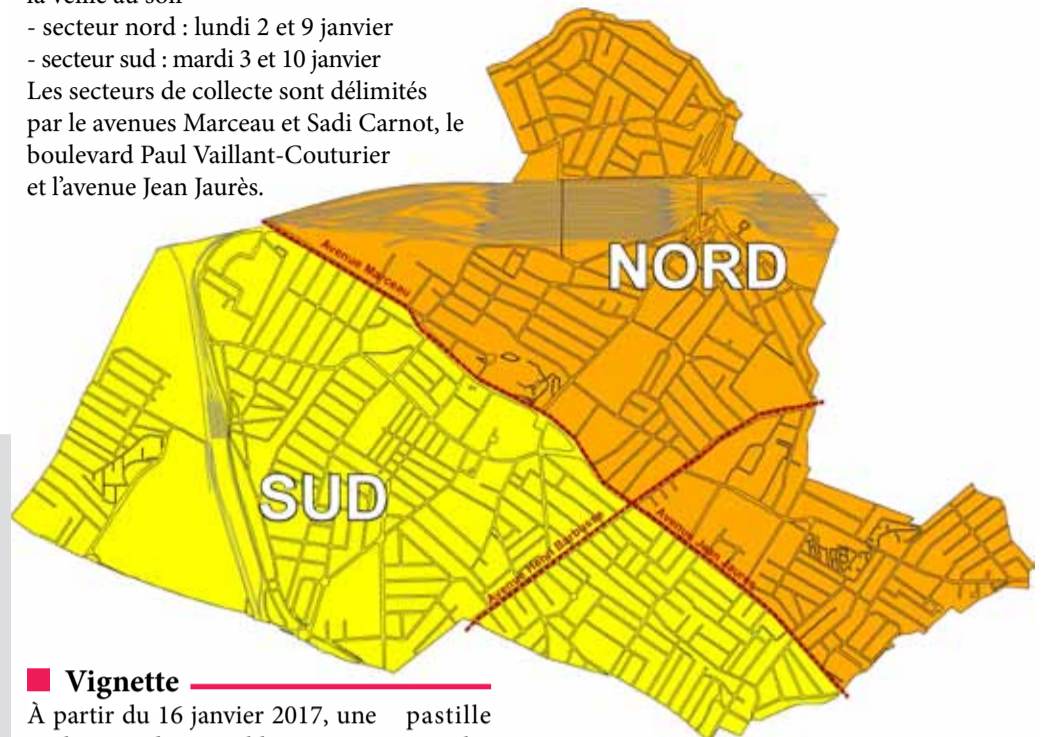 la veille au soir
- secteur nord : lundi 2 et 9 janvier
- secteur sud : mardi 3 et 10 janvier
Les secteurs de collecte sont délimités
par le avenues Marceau et Sadi Carnot, le
boulevard Paul Vaillant-Couturier
et l’avenue Jean Jaurès.
Avenue Marceau
NORD
SUD
Avenue Henri Barbusse
Avenue Jean Jaurès
Vignette
À partir du 16 janvier 2017, une pastille